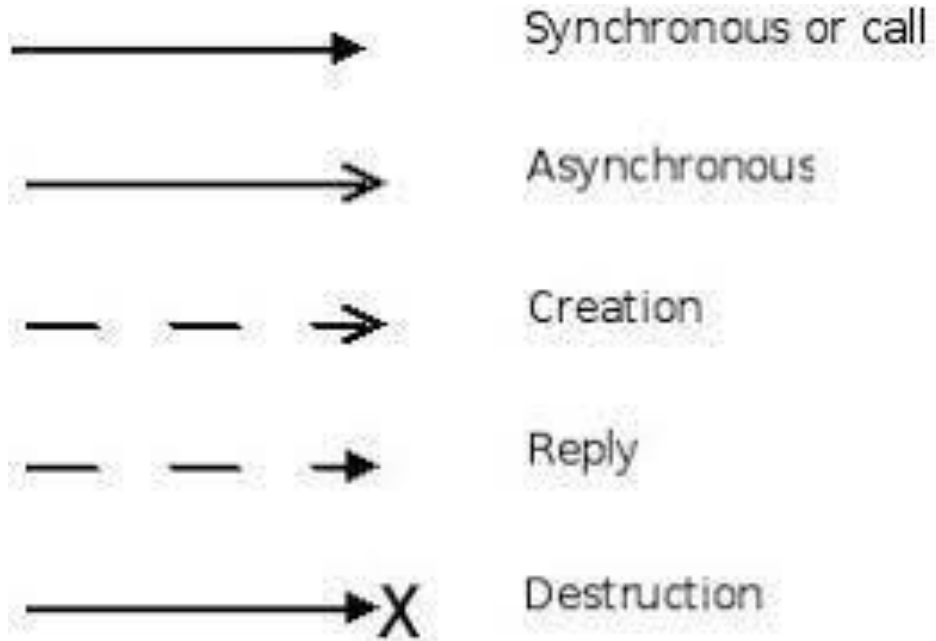 Synchronous or call
Asynchronous
Creation
Reply
X
Destruction